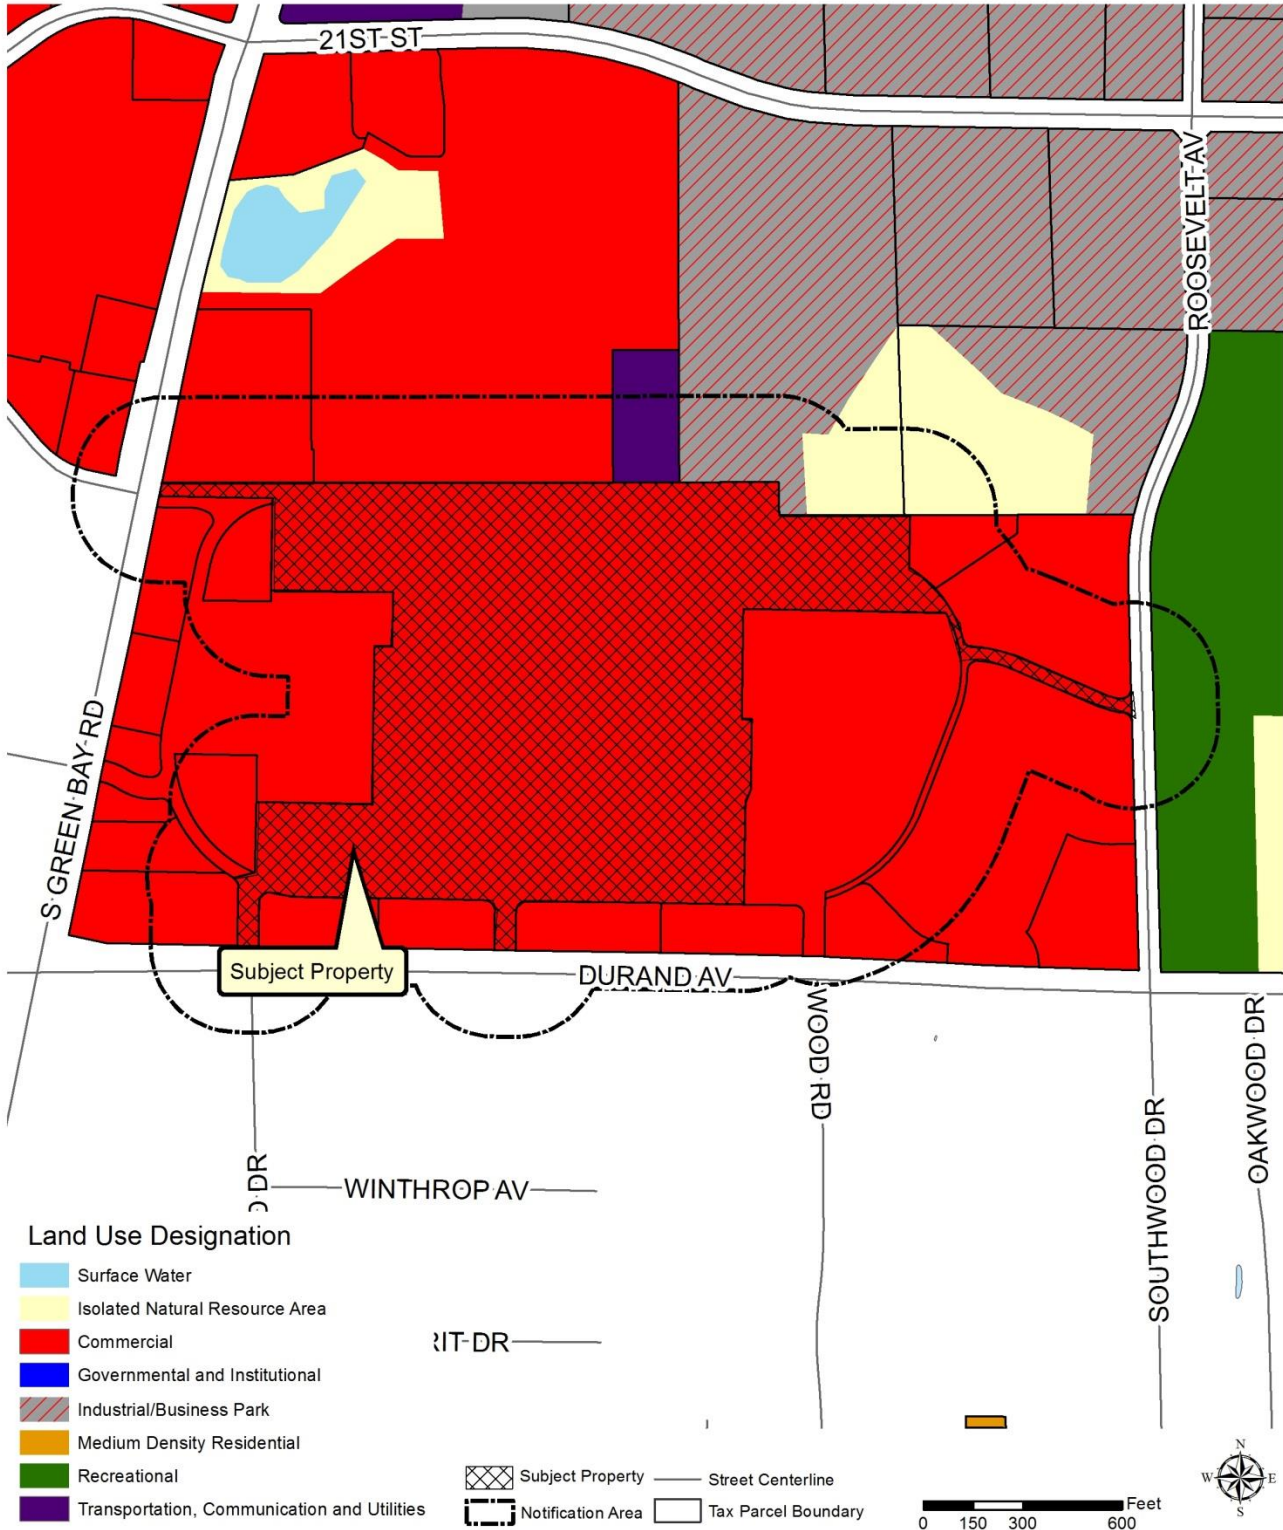 21ST ST
ROOSEVELT AV
S GREEN BAY RD
Subject Property
DURAND AV
WOOD RD
SOUTHWOOD DR
OAKWOOD DR
DR
WINTHROP AV
RIT DR
Land Use Designation
Surface Water
Isolated Natural Resource Area
Commercial
Governmental and Institutional
Industrial/Business Park
Medium Density Residential
Recreational
Transportation, Communication and Utilities
Subject Property
Street Centerline
Notification Area
Tax Parcel Boundary
N
W E
S
Feet
0 150 300 600